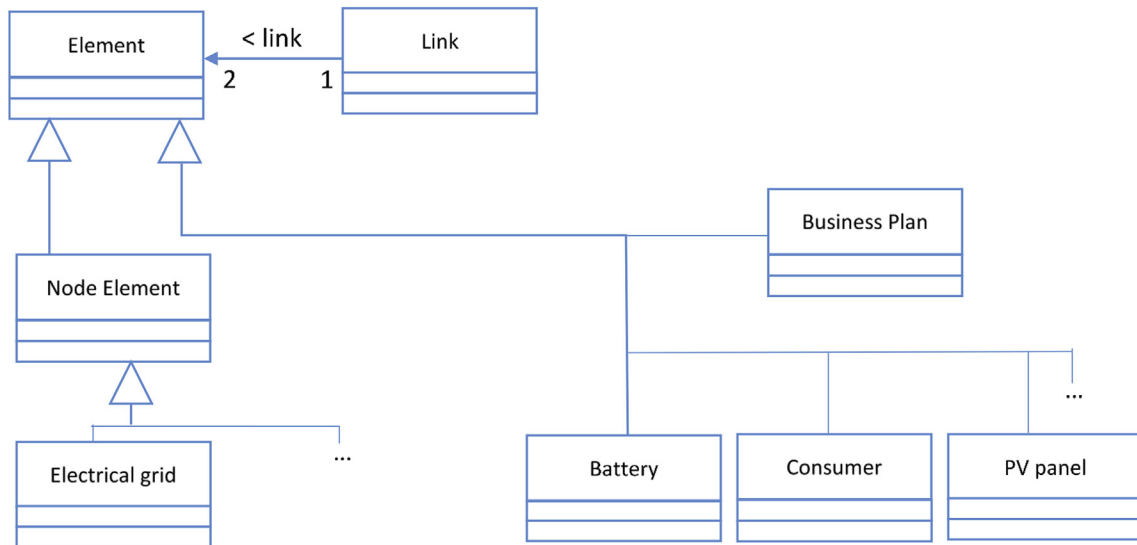 Element
< link
Link
2
1
Business Plan
Node Element
...
...
Electrical grid
Battery
Consumer
PV panel